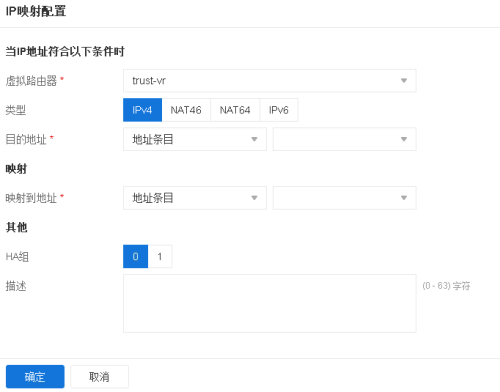 IP映射配置
当IP地址符合以下条件时
虚拟路由器 * trust-vr
类型 IPv4 NAT46 NAT64 IPv6
目的地址 * 地址条目
映射
映射到地址 * 地址条目
其他
HA组 0 1
描述 (0 - 63) 字符
确定 取消